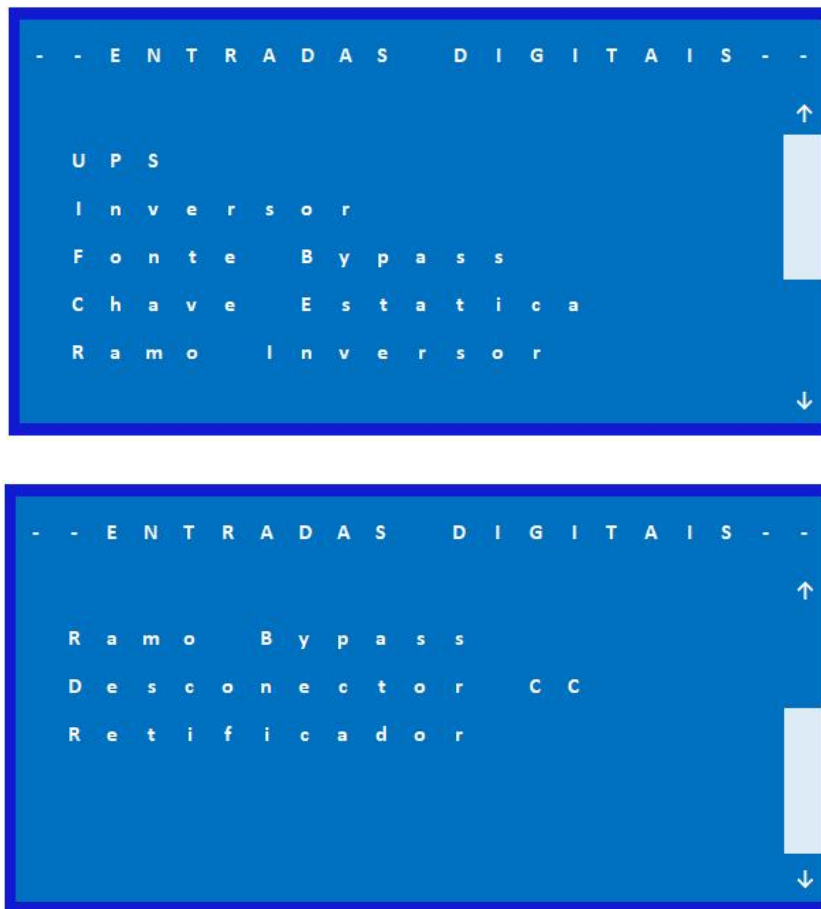 --ENTRADAS DIGITAIS--
↑
UPS
Inversor
Fonte Bypass
Chave Estatica
Ramo Inversor
↓
--ENTRADAS DIGITAIS--
↑
Ramo Bypass
Desconector CC
Retificador
↓